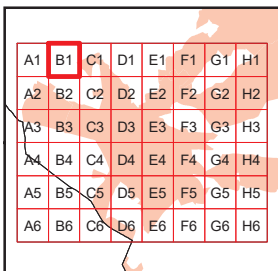 A1 B1 C1 D1 E1 F1 G1 H1
A2 B2 C2 D2 E2 F2 G2 H2
A3 B3 C3 D3 E3 F3 G3 H3
A4 B4 C4 D4 E4 F4 G4 H4
A5 B5 C5 D5 E5 F5 G5 H5
A6 B6 C6 D6 E6 F6 G6 H6